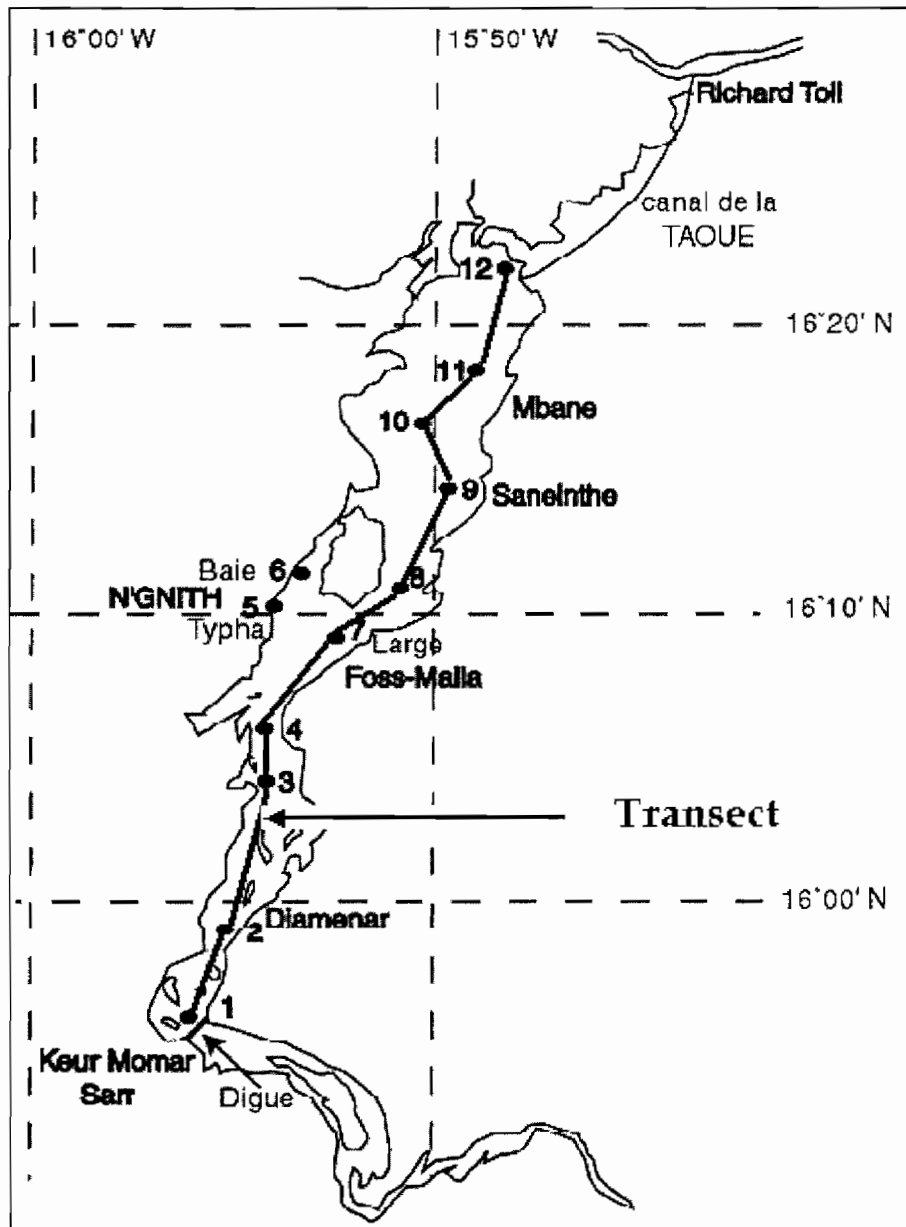 16°00' W
15°50' W
Richard Toll
canal de la
TAOUE
12
16°20' N
11
Mbane
10
9
Saneinthe
Baie
6
8
N'GNITH
5
16°10' N
Typha
7
Large
Foss-Malla
4
3
Transect
16°00' N
2
Diamenar
1
Keur Momar
Sarr
Digue